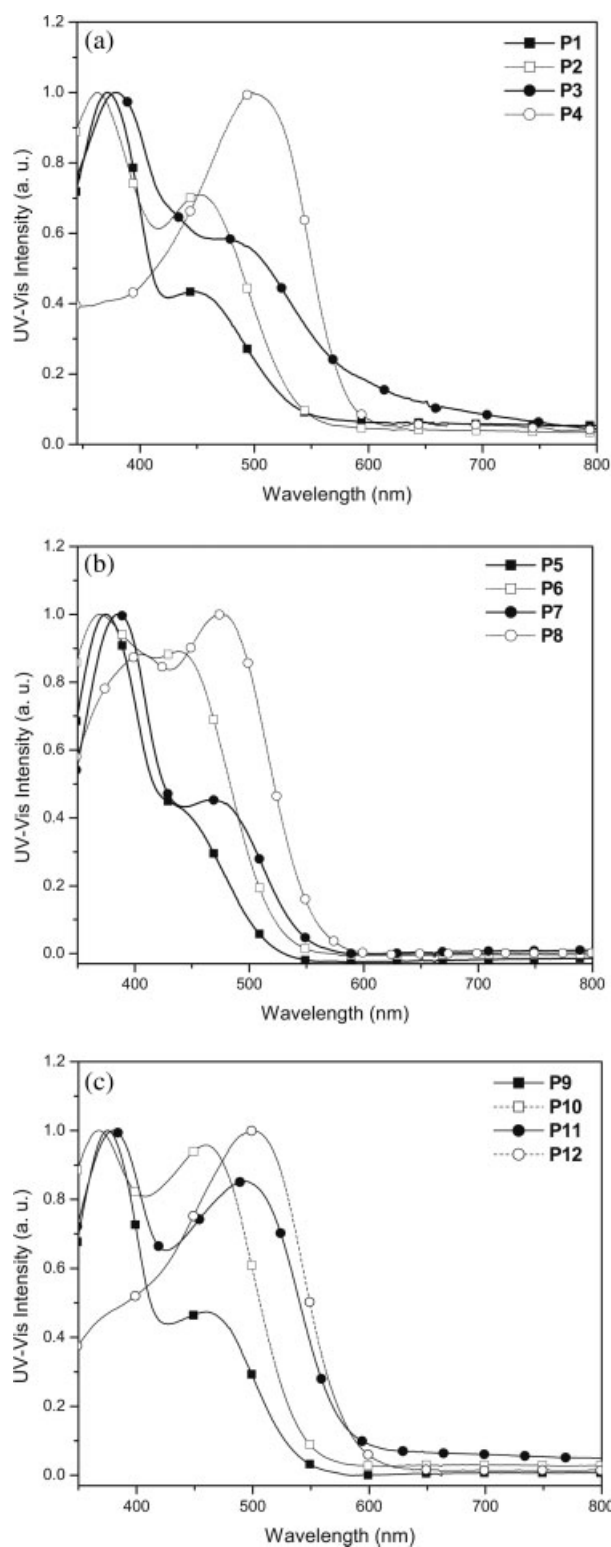 (a)
P1
P2
P3
P4
UV-Vis Intensity (a. u.)
1.2
1.0
0.8
0.6
0.4
0.2
0.0
400 500 600 700 800
Wavelength (nm)
(b)
P5
P6
P7
P8
UV-Vis Intensity (a. u.)
1.2
1.0
0.8
0.6
0.4
0.2
0.0
400 500 600 700 800
Wavelength (nm)
(c)
P9
P10
P11
P12
UV-Vis Intensity (a. u.)
1.2
1.0
0.8
0.6
0.4
0.2
0.0
400 500 600 700 800
Wavelength (nm)